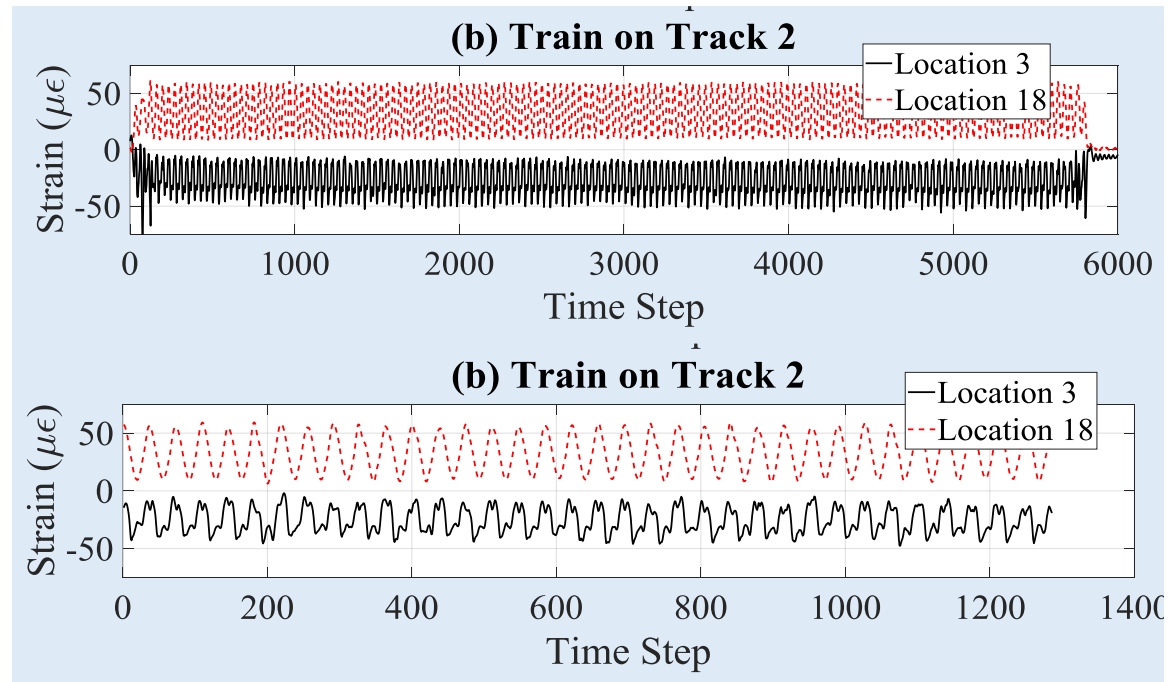 (b) Train on Track 2
Location 3
Location 18
Strain (με)
50
0
-50
0 1000 2000 3000 4000 5000 6000
Time Step
(b) Train on Track 2
Location 3
Location 18
Strain (με)
50
0
-50
0 200 400 600 800 1000 1200 1400
Time Step